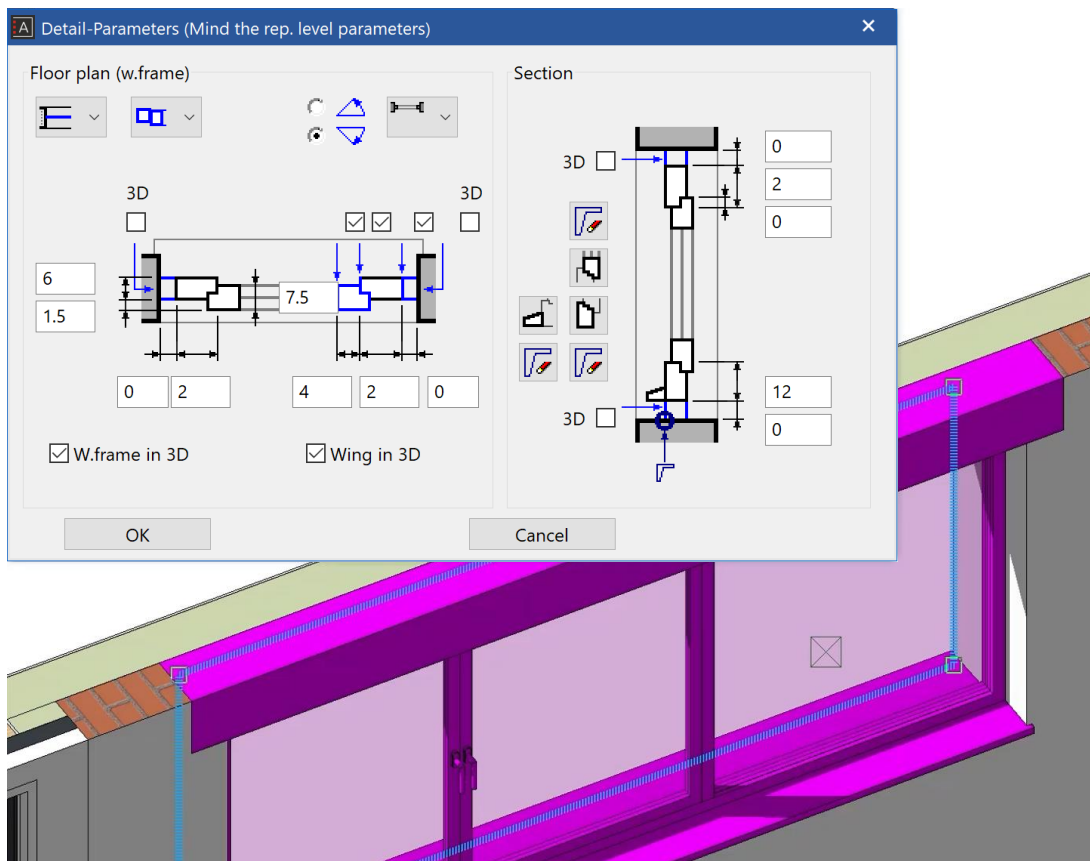 A Detail-Parameters (Mind the rep. level parameters)
Floor plan (w.frame)
3D
3D
6
1.5
7.5
0
2
4
2
0
W.frame in 3D
Wing in 3D
Section
3D
0
2
0
3D
12
0
OK
Cancel